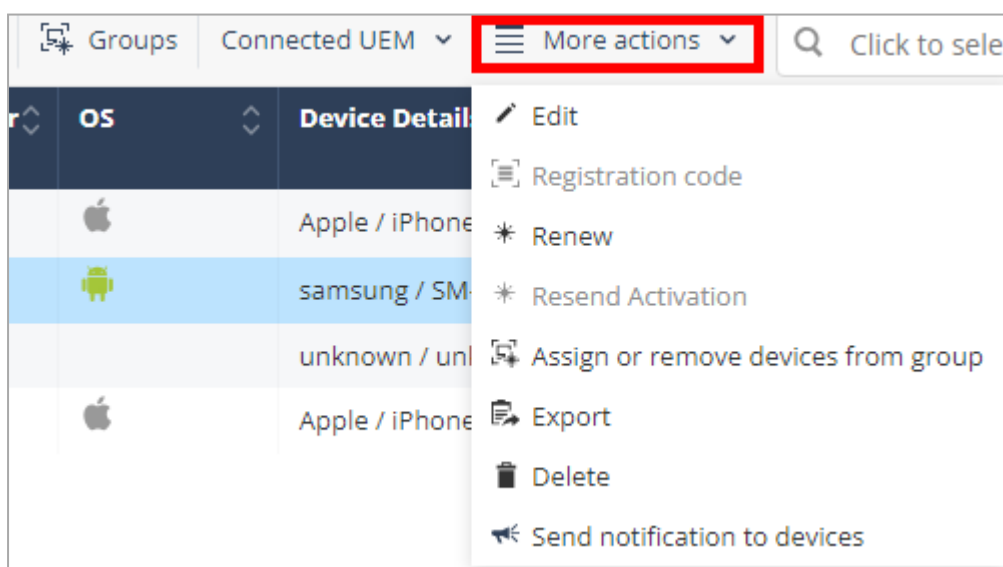 Groups Connected UEM More actions Click to sele
r OS Device Detail
Edit
Registration code
Apple / iPhone
Renew
samsung / SM-
Resend Activation
unknown / unl
Assign or remove devices from group
Apple / iPhone
Export
Delete
Send notification to devices